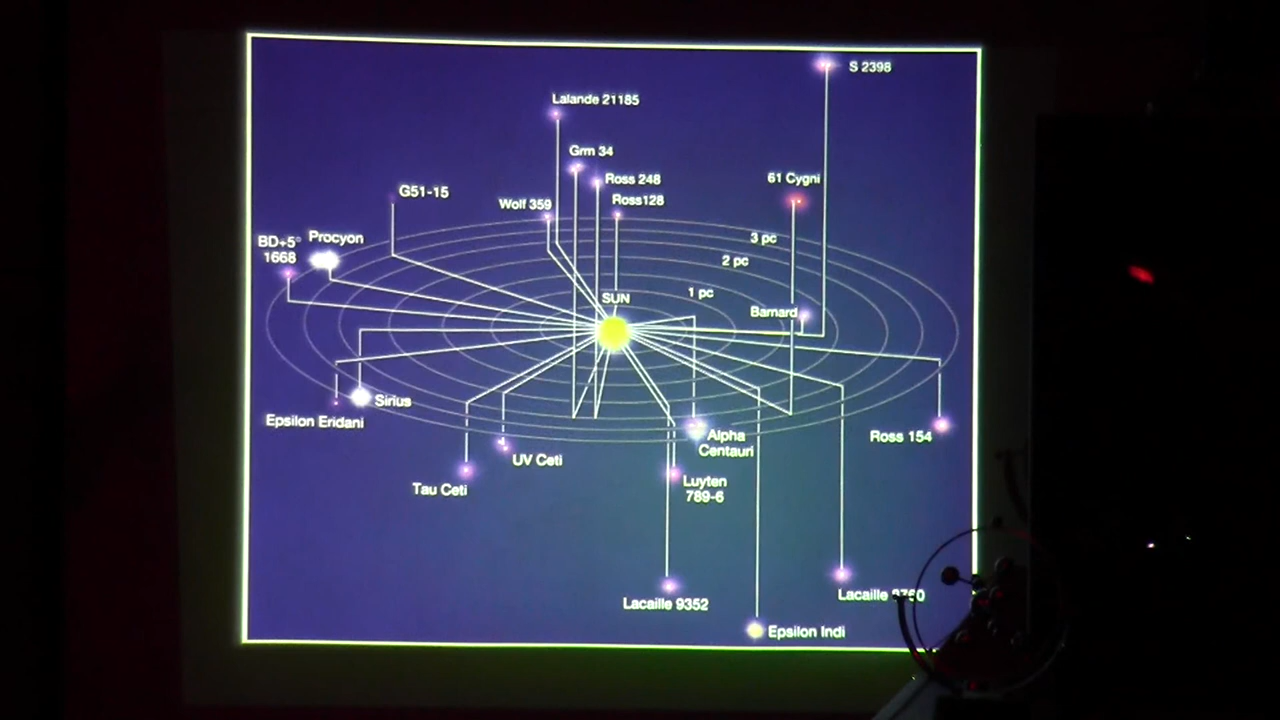 S 2398
Lalande 21185
Grm 34
Ross 248
61 Cygni
G51-15
Ross128
Wolf 359
BD+5°
1668
Procyon
3 pc
2 pc
1 pc
SUN
Barnard
Sirius
Epsilon Eridani
Alpha
Centauri
Ross 154
UV Ceti
Tau Ceti
Luyten
789-6
Lacaille 9352
Lacaille 8760
Epsilon Indi